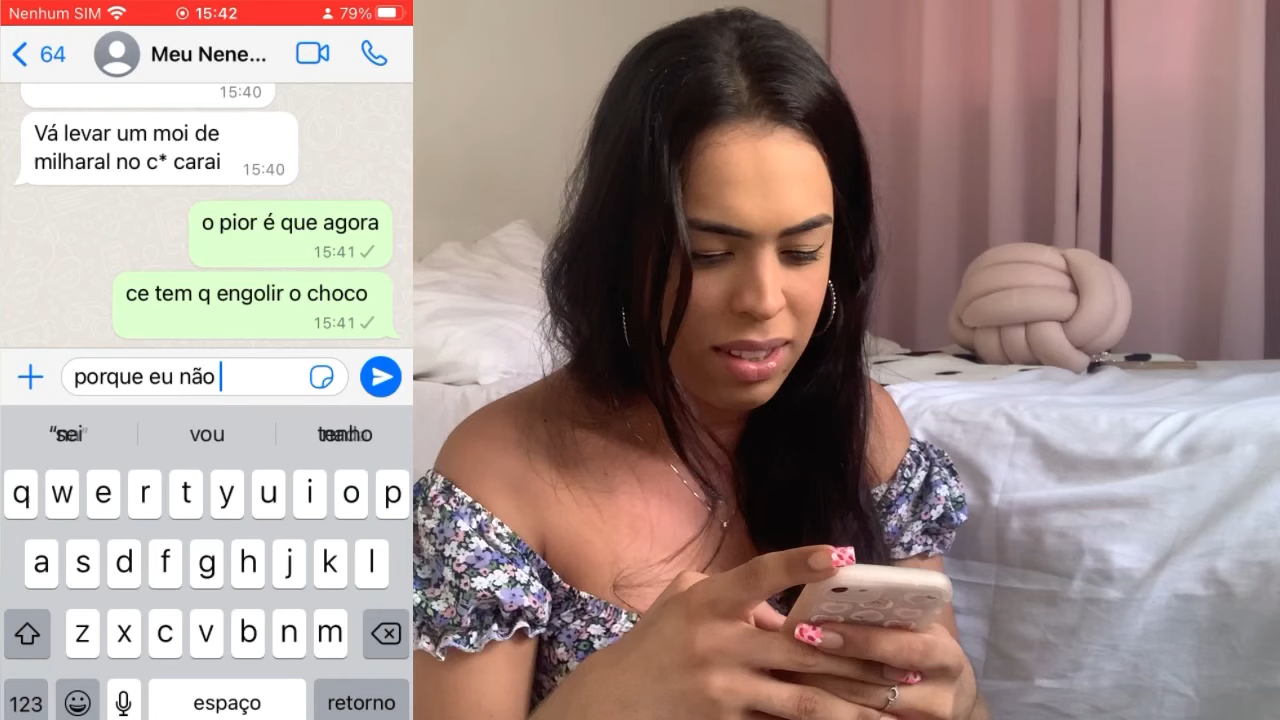 Nenhum SIM 15:42 79%
64 Meu Nene...
15:40
Vá levar um moi de
milharal no c* carai 15:40
o pior é que agora
15:41
ce tem q engolir o choco
15:41
porque eu não
vou
q w e r t y u i o p
a s d f g h j k l
z x c v b n m
123 espaço retorno